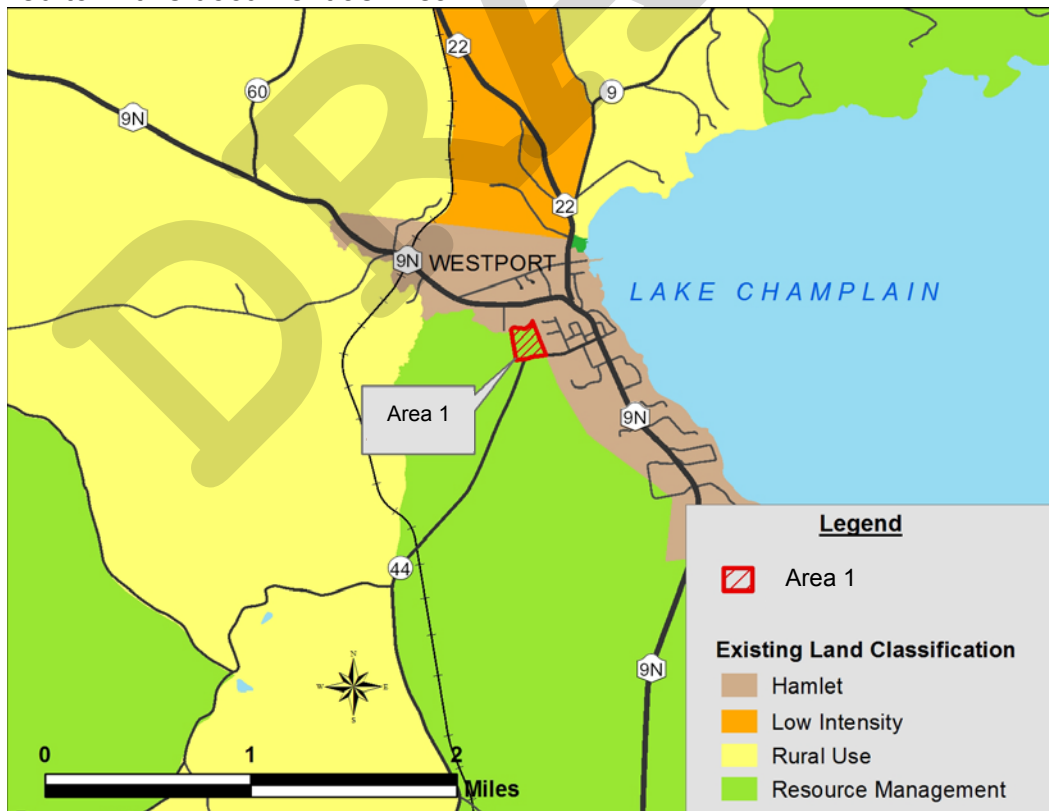 22
60
9
9N
22
9N
WESTPORT
LAKE CHAMPLAIN
Area 1
9N
44
9N
N
W E
S
0 1 2
Miles
Legend
Area 1
Existing Land Classification
Hamlet
Low Intensity
Rural Use
Resource Management